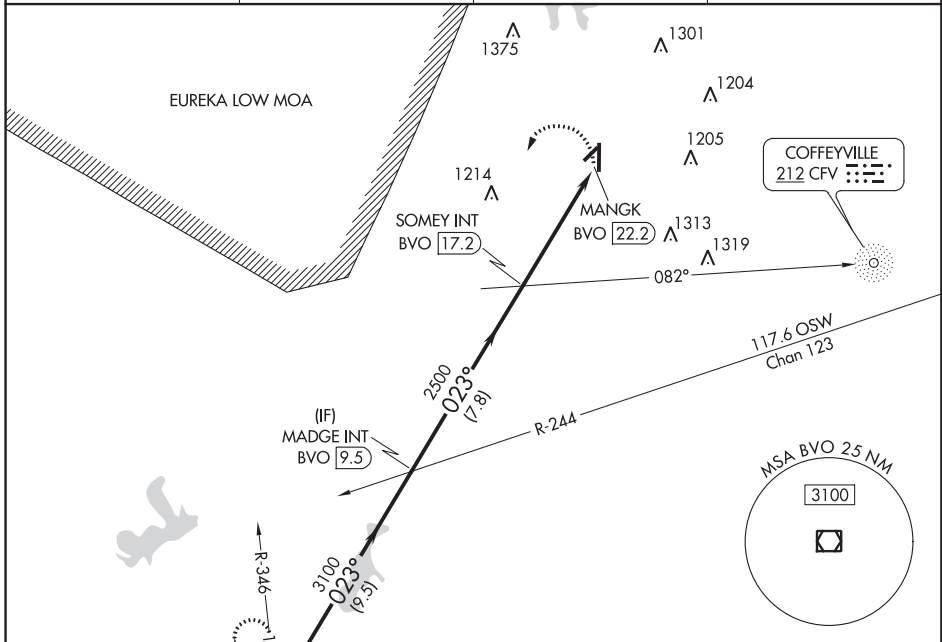 1375
1301
EUREKA LOW MOA
1204
1205
COFFEYVILLE
212 CFV
1214
SOMEY INT
BVO 17.2
MANGK
BVO 22.2
1313
1319
082°
117.6 OSW
Chan 123
2500
023°
(7.8)
(IF)
MADGE INT
BVO 9.5
R-244
MSA BVO 25 NM
3100
R-346
3100
023°
(9.5)